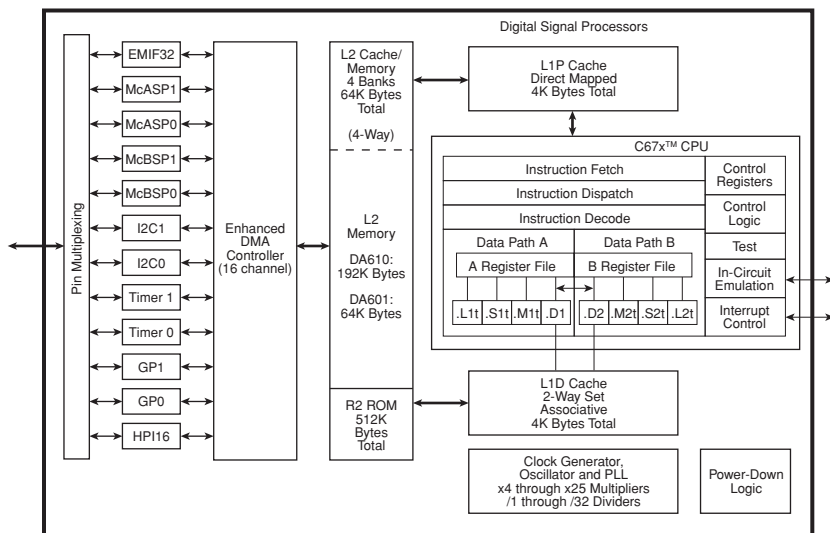 Digital Signal Processors
Pin Multiplexing
EMIF32
McASP1
McASP0
McBSP1
McBSP0
I2C1
I2C0
Timer 1
Timer 0
GP1
GP0
HPI16
Enhanced
DMA
Controller
(16 channel)
L2 Cache/
Memory
4 Banks
64K Bytes
Total
(4-Way)
L2
Memory
DA610:
192K Bytes
DA601:
64K Bytes
R2 ROM
512K
Bytes
Total
L1P Cache
Direct Mapped
4K Bytes Total
C67x™ CPU
Instruction Fetch
Instruction Dispatch
Instruction Decode
Data Path A
Data Path B
A Register File
B Register File
.L1t .S1t .M1t .D1
.D2 .M2t .S2t .L2t
Control
Registers
Control
Logic
Test
In-Circuit
Emulation
Interrupt
Control
L1D Cache
2-Way Set
Associative
4K Bytes Total
Clock Generator,
Oscillator and PLL
x4 through x25 Multipliers
/1 through /32 Dividers
Power-Down
Logic